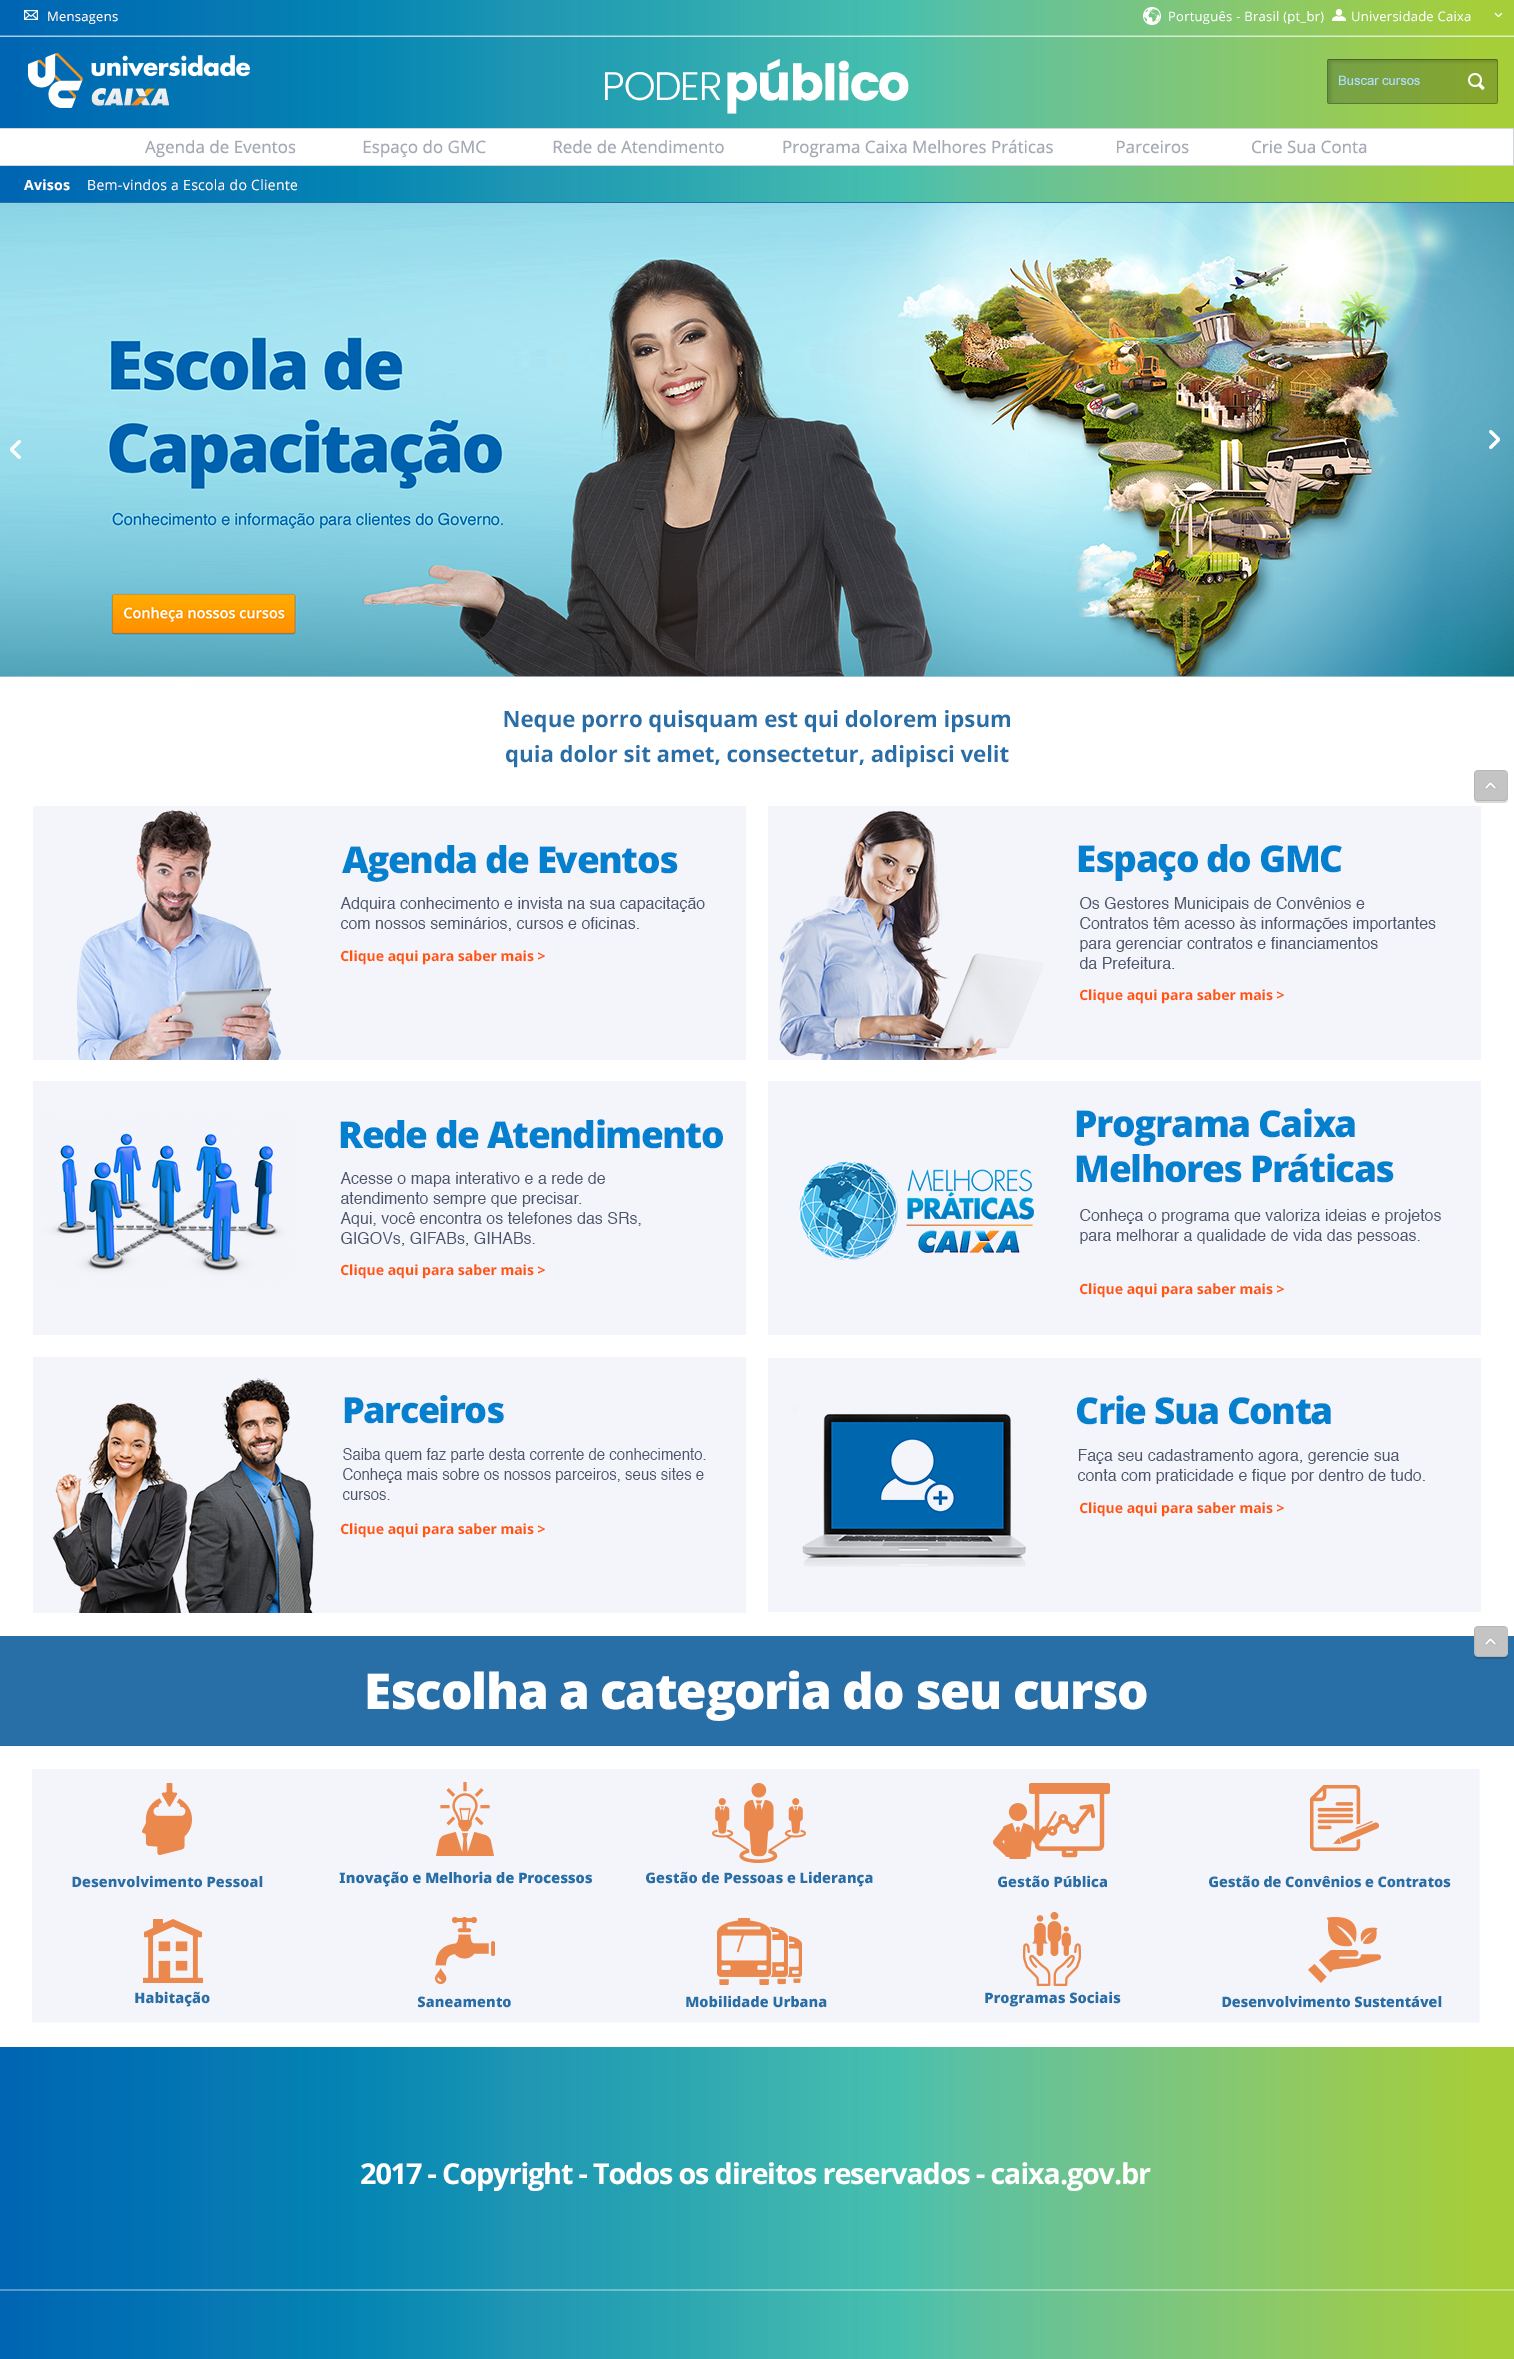 Mensagens
Português - Brasil (pt_br)
Universidade Caixa
universidade
CAIXA
PODERpúblico
Buscar cursos
Agenda de Eventos
Espaço do GMC
Rede de Atendimento
Programa Caixa Melhores Práticas
Parceiros
Crie Sua Conta
Avisos
Bem-vindos a Escola do Cliente
Escola de
Capacitação
Conhecimento e informação para clientes do Governo.
Conheça nossos cursos
Neque porro quisquam est qui dolorem ipsum
quia dolor sit amet, consectetur, adipisci velit
Agenda de Eventos
Adquira conhecimento e invista na sua capacitação
com nossos seminários, cursos e oficinas.
Clique aqui para saber mais >
Espaço do GMC
Os Gestores Municipais de Convênios e
Contratos têm acesso às informações importantes
para gerenciar contratos e financiamentos
da Prefeitura.
Clique aqui para saber mais >
Rede de Atendimento
Acesse o mapa interativo e a rede de
atendimento sempre que precisar.
Aqui, você encontra os telefones das SRs,
GIGOVs, GIFABs, GIHABs.
Clique aqui para saber mais >
MELHORES
PRÁTICAS
CAIXA
Programa Caixa
Melhores Práticas
Conheça o programa que valoriza ideias e projetos
para melhorar a qualidade de vida das pessoas.
Clique aqui para saber mais >
Parceiros
Saiba quem faz parte desta corrente de conhecimento.
Conheça mais sobre os nossos parceiros, seus sites e
cursos.
Clique aqui para saber mais >
Crie Sua Conta
Faça seu cadastramento agora, gerencie sua
conta com praticidade e fique por dentro de tudo.
Clique aqui para saber mais >
Escolha a categoria do seu curso
Desenvolvimento Pessoal
Inovação e Melhoria de Processos
Gestão de Pessoas e Liderança
Gestão Pública
Gestão de Convênios e Contratos
Habitação
Saneamento
Mobilidade Urbana
Programas Sociais
Desenvolvimento Sustentável
2017 - Copyright - Todos os direitos reservados - caixa.gov.br